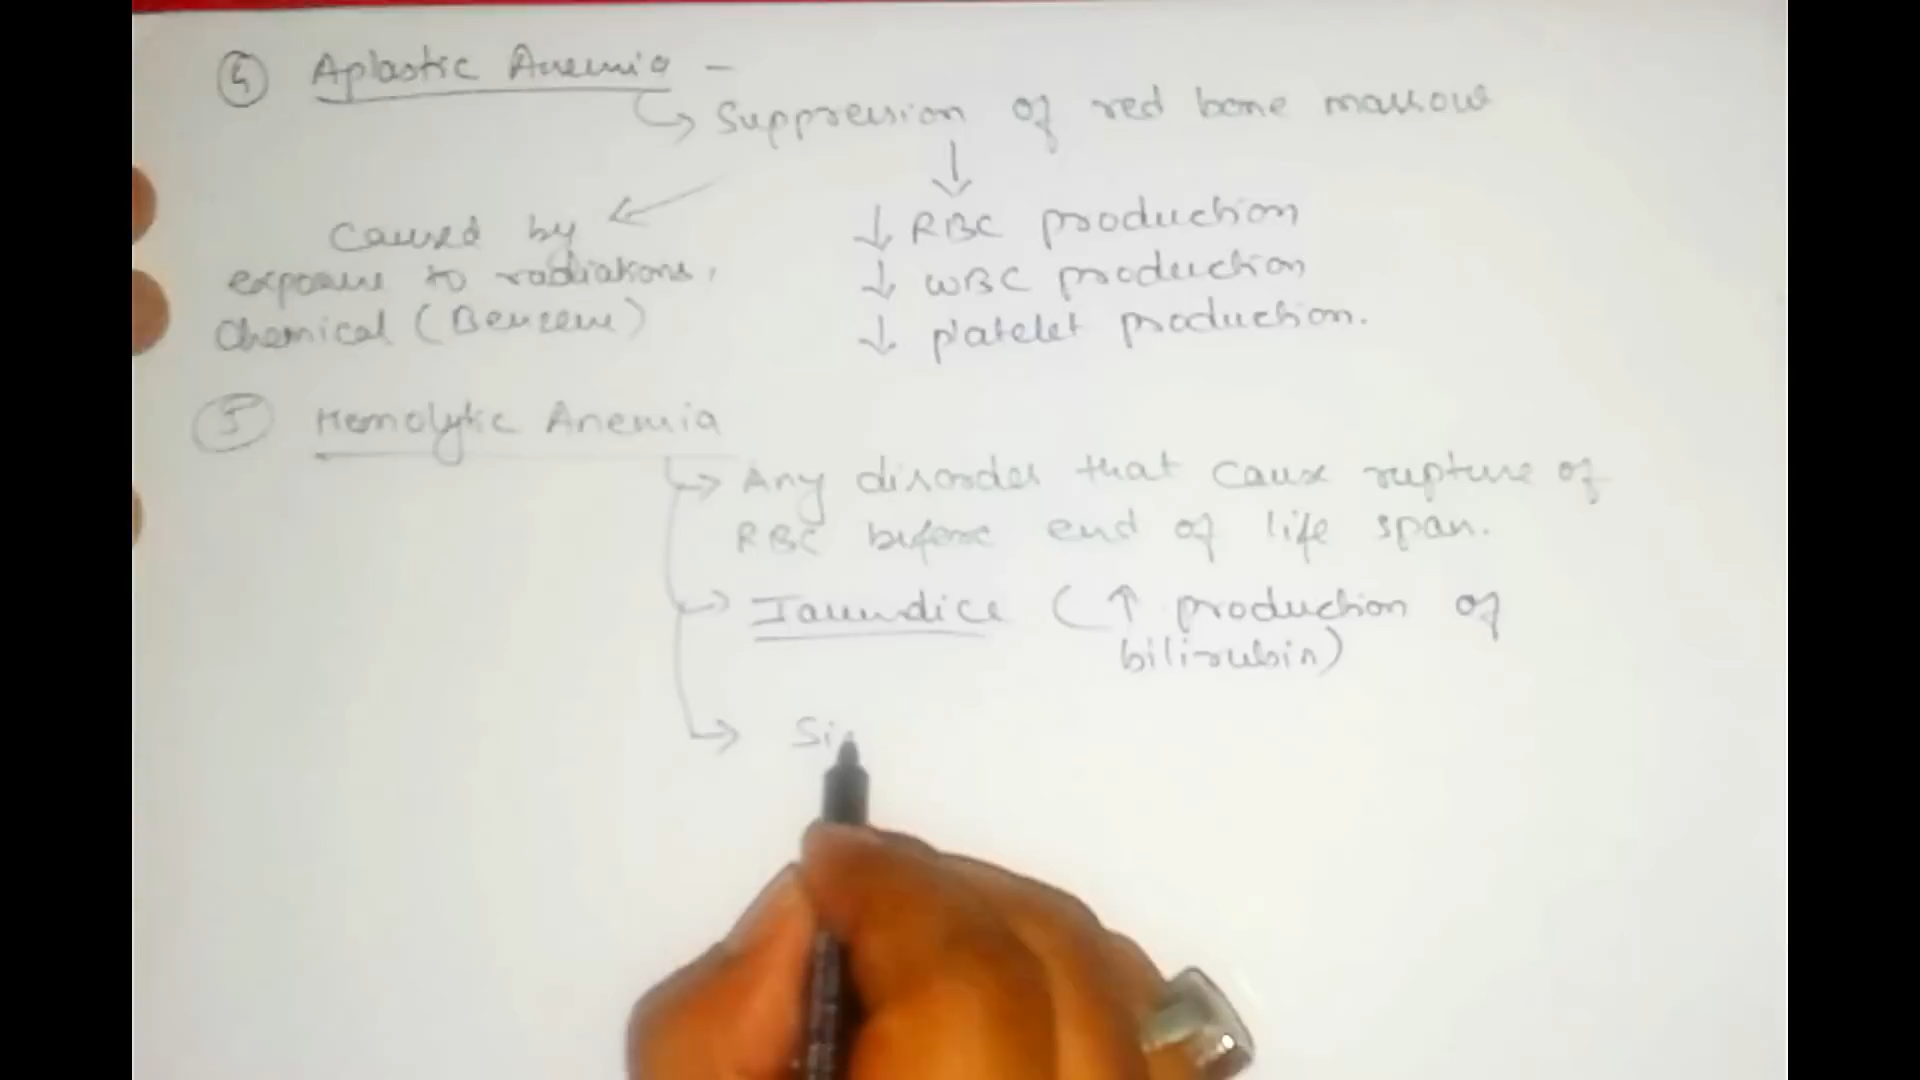 4 Aplastic Anemia -
↳ Suppression of red bone marrow
↓
Caused by
exposure to radiations,
Chemical (Benzene)
↓ RBC production
↓ WBC production
↓ platelet production.
5 Hemolytic Anemia
↳ Any disorder that cause rupture of
RBC before end of life span.
→ Jaundice (↑ production of
bilirubin)
→ Si